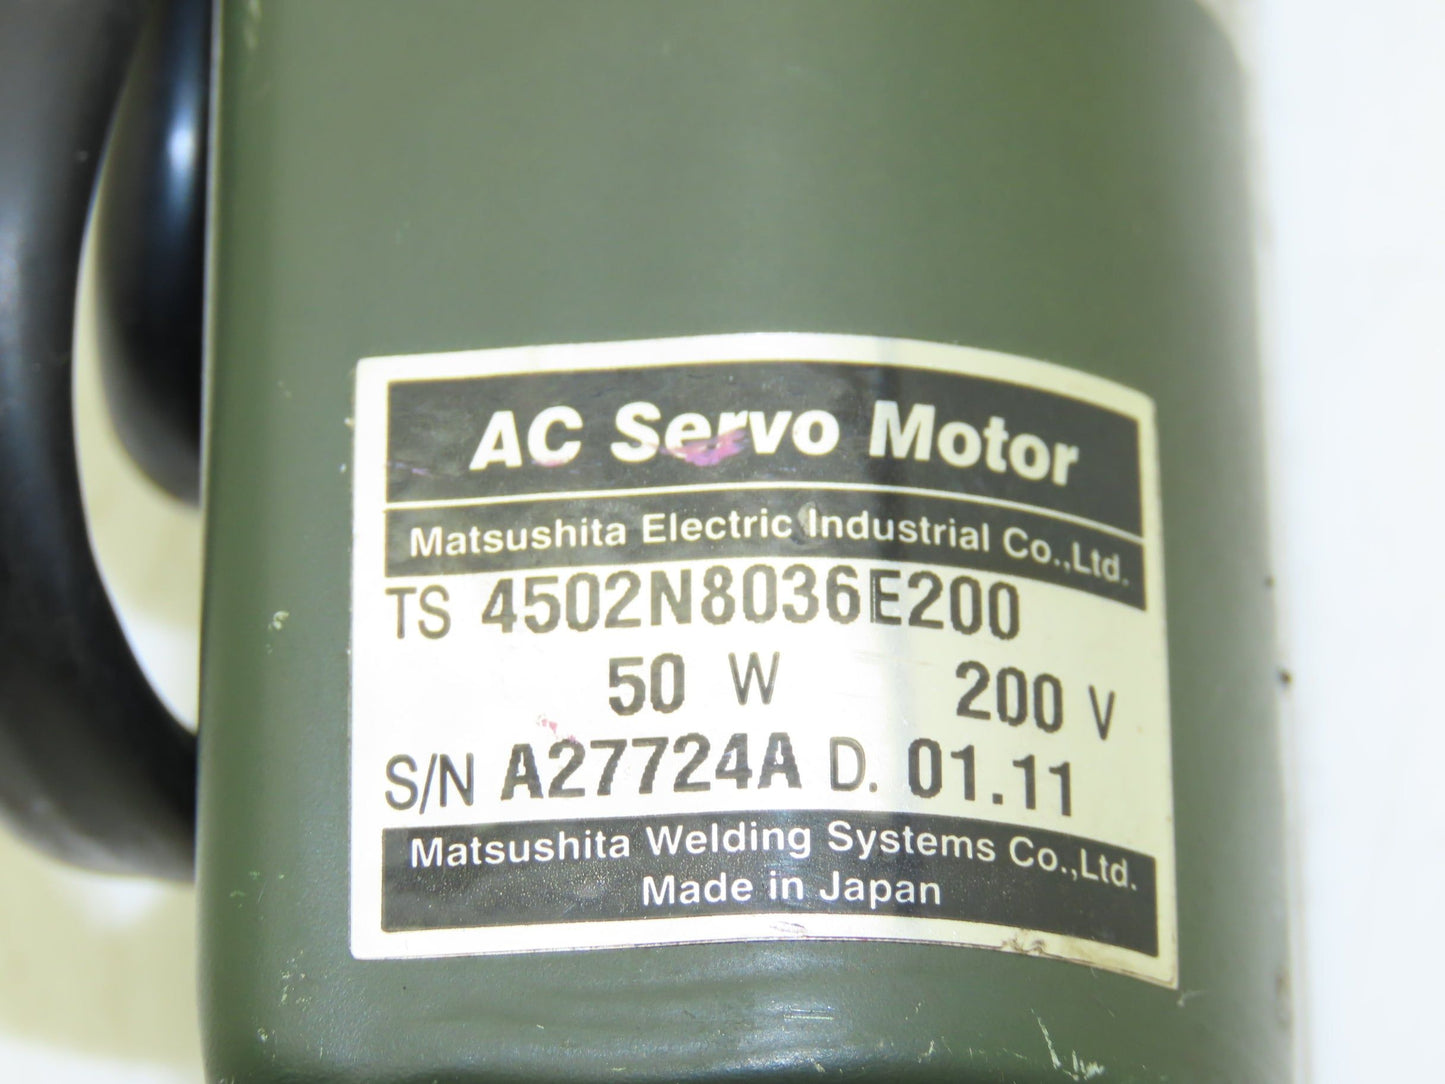 AC Servo Motor
Matsushita Electric Industrial Co.,Ltd.
TS 4502N8036E200
50 W 200 V
S/N A27724A D. 01.11
Matsushita Welding Systems Co.,Ltd.
Made in Japan